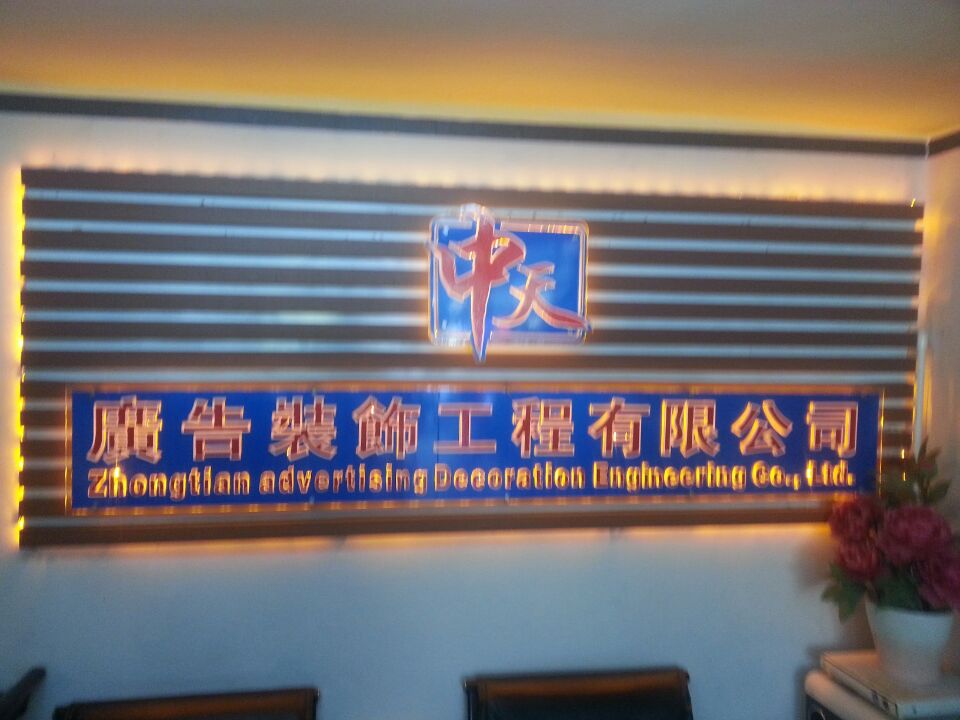 中天
廣告裝飾工程有限公司
Zhongtian advertising Decoration Engineering Co., Ltd.